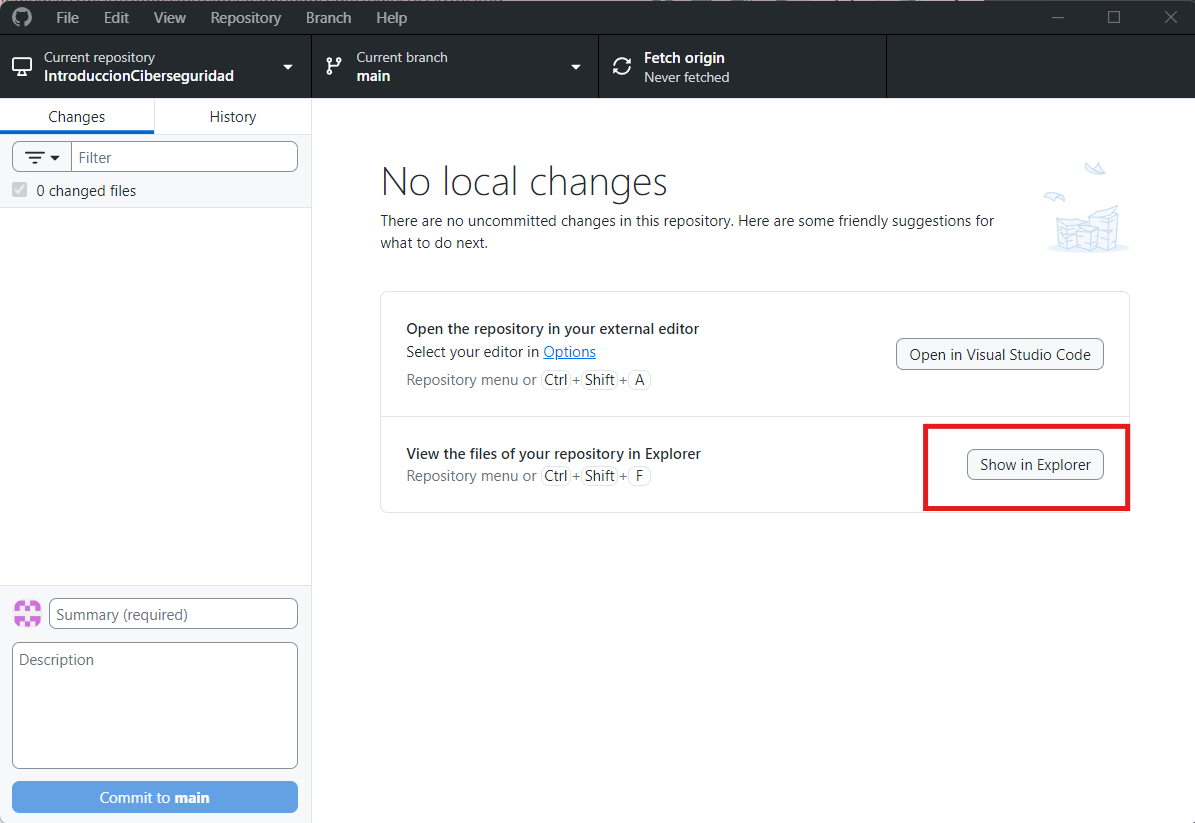 File Edit View Repository Branch Help
Current repository
IntroduccionCiberseguridad
Current branch
main
Fetch origin
Never fetched
Changes History
Filter
0 changed files
No local changes
There are no uncommitted changes in this repository. Here are some friendly suggestions for
what to do next.
Open the repository in your external editor
Select your editor in Options
Repository menu or Ctrl + Shift + A
Open in Visual Studio Code
View the files of your repository in Explorer
Repository menu or Ctrl + Shift + F
Show in Explorer
Summary (required)
Description
Commit to main